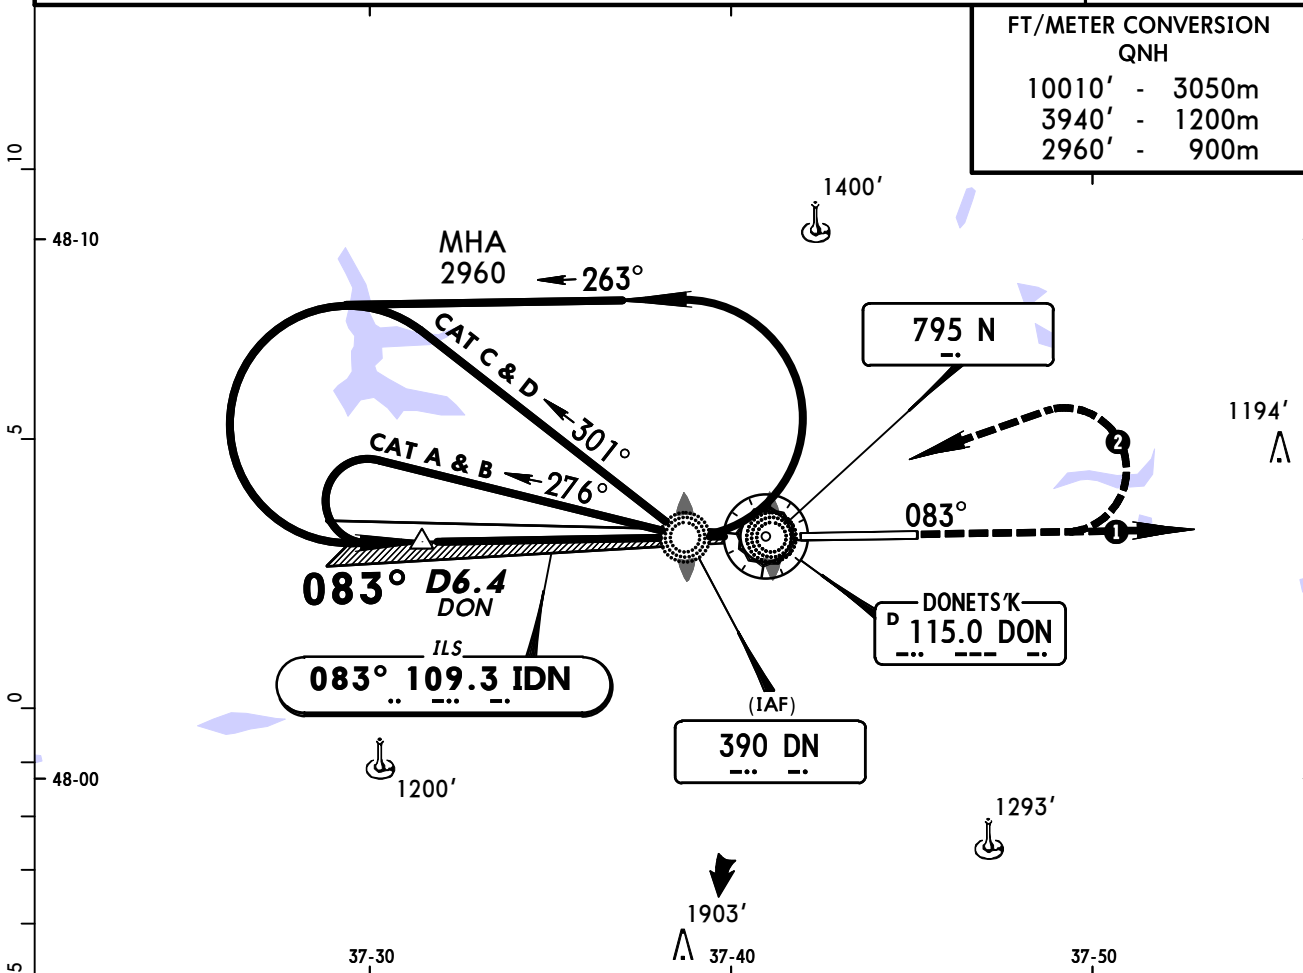 FT/METER CONVERSION
QNH
10010' - 3050m
3940' - 1200m
2960' - 900m
10
1400'
48-10
MHA
2960
263°
CAT C & D
301°
795 N
5
1194'
CAT A & B
276°
2
083°
1
083° D6.4
DON
DONETS'K
D 115.0 DON
ILS
083° 109.3 IDN
0
(IAF)
390 DN
48-00
1200'
1293'
1903'
5
37-30
37-40
37-50